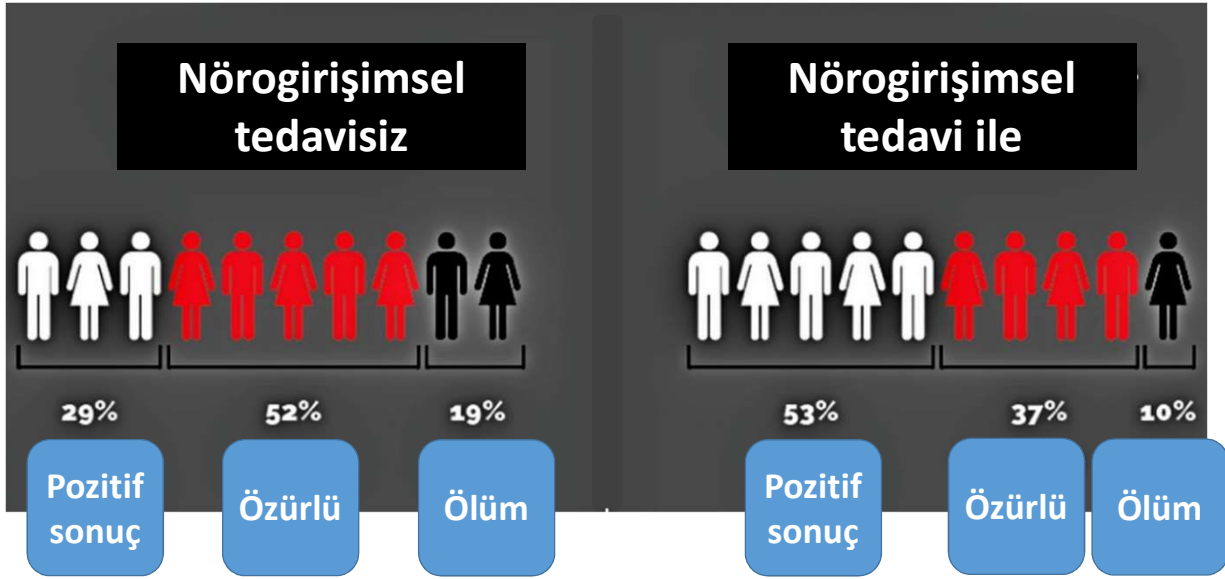 Nörogirişimsel
tedavisiz
29%
52%
19%
Pozitif
sonuç
Özürlü
Ölüm
Nörogirişimsel
tedavi ile
53%
37%
10%
Pozitif
sonuç
Özürlü
Ölüm